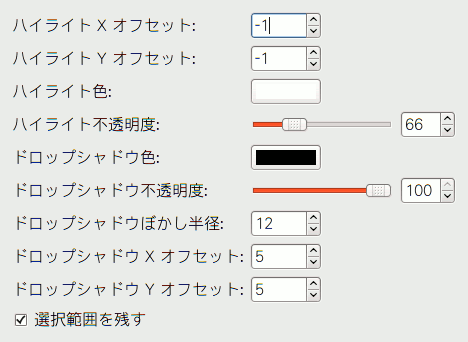 ハイライト X オフセット: -1
ハイライト Y オフセット: -1
ハイライト色:
ハイライト不透明度: 66
ドロップシャドウ色:
ドロップシャドウ不透明度: 100
ドロップシャドウぼかし半径: 12
ドロップシャドウ X オフセット: 5
ドロップシャドウ Y オフセット: 5
選択範囲を残す